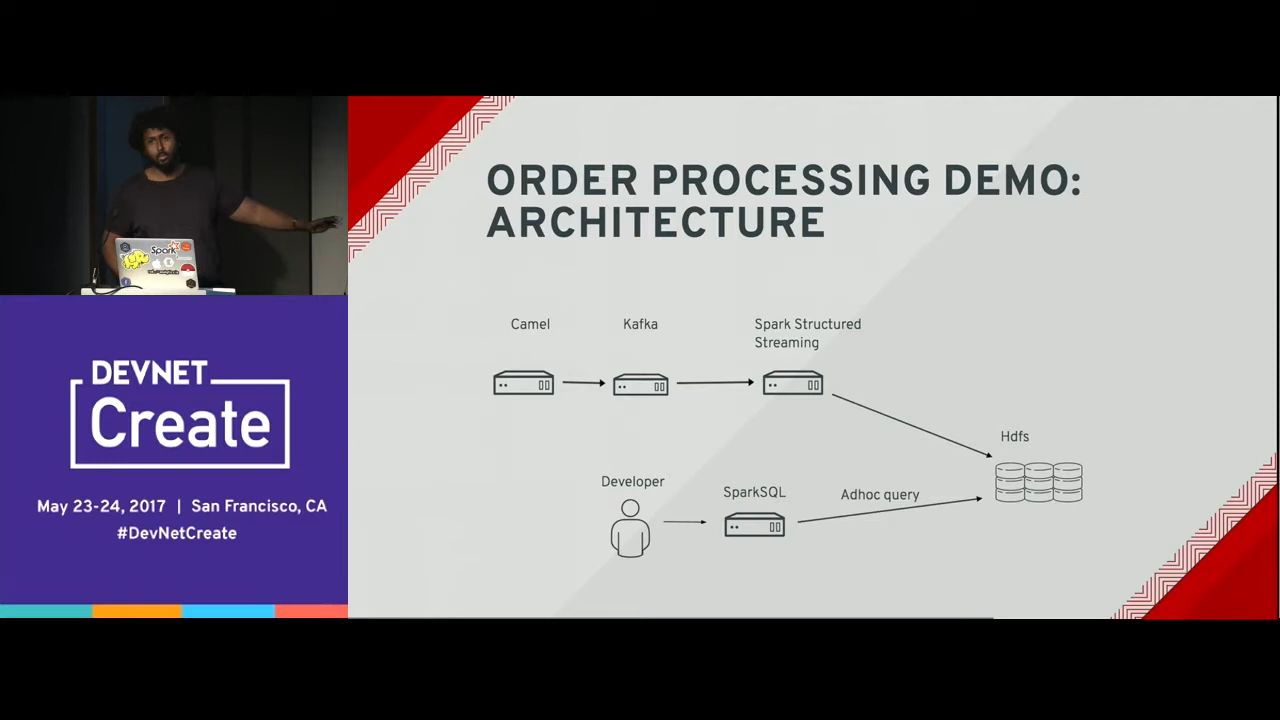 ORDER PROCESSING DEMO:
ARCHITECTURE
Camel
Kafka
Spark Structured
Streaming
Hdfs
Developer
SparkSQL
Adhoc query
Spark
DEVNET
Create
May 23-24, 2017 | San Francisco, CA
#DevNetCreate